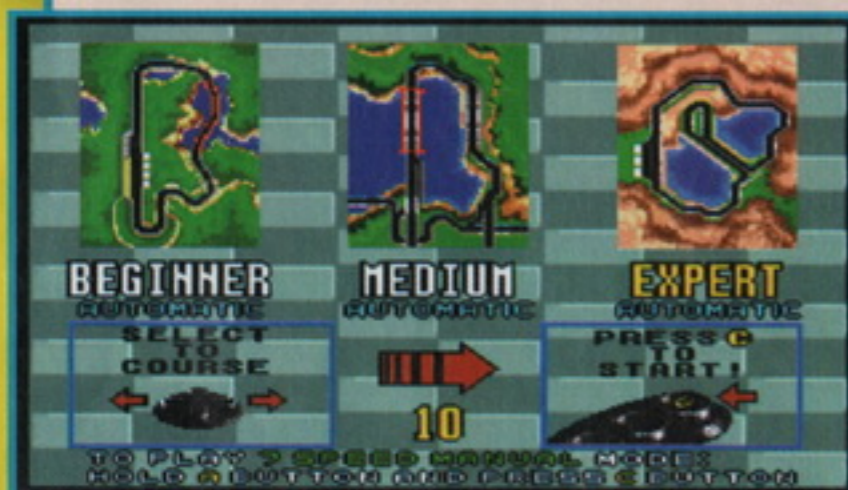 BEGINNER
AUTOMATIC
MEDIUM
AUTOMATIC
EXPERT
AUTOMATIC
SELECT
TO
COURSE
10
PRESS C
TO
START!
TO PLAY 7 SPEED MANUAL MODE:
HOLD A BUTTON AND PRESS C BUTTON